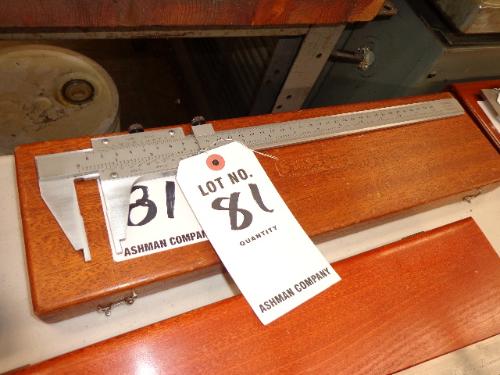 81
ASHMAN COMPANY
LOT NO.
81
QUANTITY
ASHMAN COMPANY